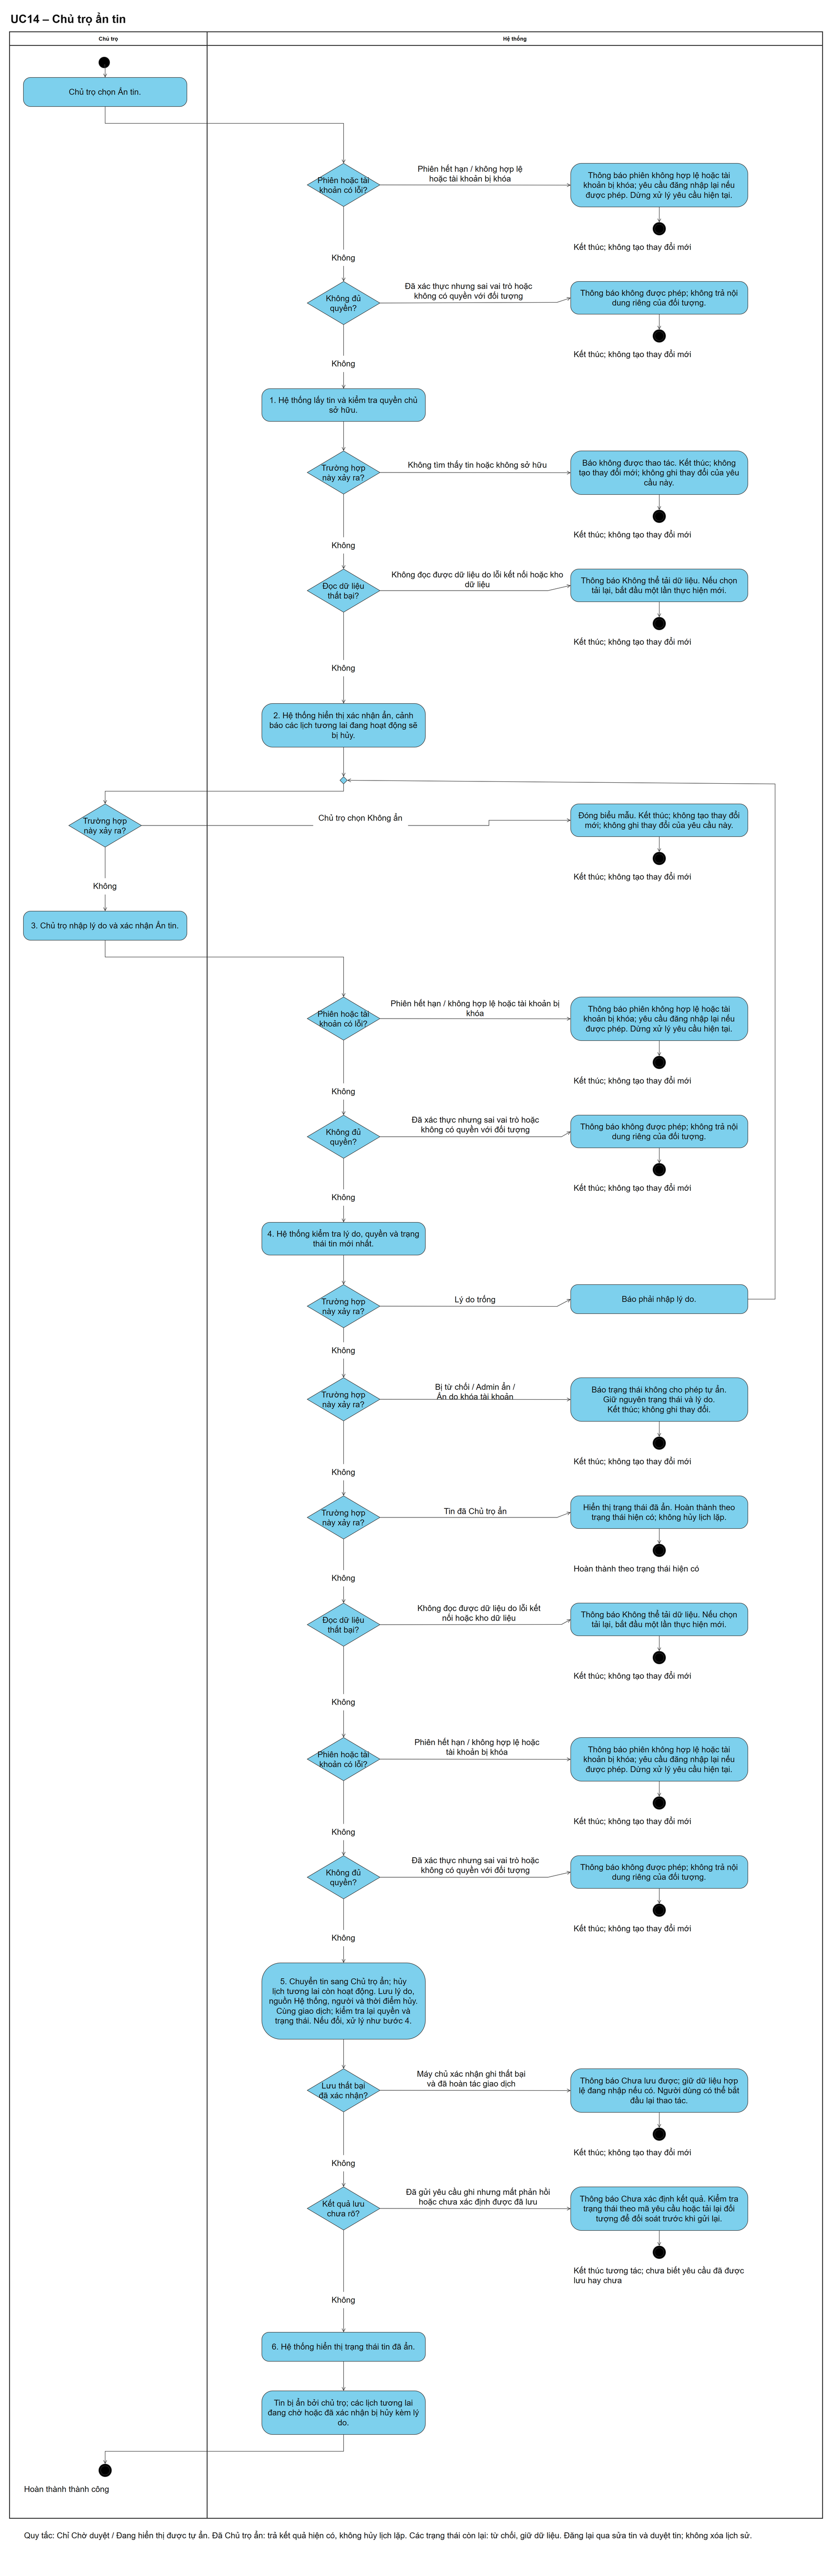 UC14 – Chủ trọ ẩn tin
Chủ trọ
Hệ thống
Chủ trọ chọn Ẩn tin.
Phiên hoặc tài
khoản có lỗi?
Phiên hết hạn / không hợp lệ
hoặc tài khoản bị khóa
Thông báo phiên không hợp lệ hoặc tài
khoản bị khóa; yêu cầu đăng nhập lại nếu
được phép. Dừng xử lý yêu cầu hiện tại.
Kết thúc; không tạo thay đổi mới
Không
Không đủ
quyền?
Đã xác thực nhưng sai vai trò hoặc
không có quyền với đối tượng
Thông báo không được phép; không trả nội
dung riêng của đối tượng.
Kết thúc; không tạo thay đổi mới
Không
1. Hệ thống lấy tin và kiểm tra quyền chủ
sở hữu.
Trường hợp
này xảy ra?
Không tìm thấy tin hoặc không sở hữu
Báo không được thao tác. Kết thúc; không
tạo thay đổi mới; không ghi thay đổi của yêu
cầu này.
Kết thúc; không tạo thay đổi mới
Không
Đọc dữ liệu
thất bại?
Không đọc được dữ liệu do lỗi kết nối hoặc kho
dữ liệu
Thông báo Không thể tải dữ liệu. Nếu chọn
tải lại, bắt đầu một lần thực hiện mới.
Kết thúc; không tạo thay đổi mới
Không
2. Hệ thống hiển thị xác nhận ẩn, cảnh
báo các lịch tương lai đang hoạt động sẽ
bị hủy.
Trường hợp
này xảy ra?
Chủ trọ chọn Không ẩn
Đóng biểu mẫu. Kết thúc; không tạo thay đổi
mới; không ghi thay đổi của yêu cầu này.
Kết thúc; không tạo thay đổi mới
Không
3. Chủ trọ nhập lý do và xác nhận Ẩn tin.
Phiên hoặc tài
khoản có lỗi?
Phiên hết hạn / không hợp lệ hoặc tài khoản bị
khóa
Thông báo phiên không hợp lệ hoặc tài
khoản bị khóa; yêu cầu đăng nhập lại nếu
được phép. Dừng xử lý yêu cầu hiện tại.
Kết thúc; không tạo thay đổi mới
Không
Không đủ
quyền?
Đã xác thực nhưng sai vai trò hoặc
không có quyền với đối tượng
Thông báo không được phép; không trả nội
dung riêng của đối tượng.
Kết thúc; không tạo thay đổi mới
Không
4. Hệ thống kiểm tra lý do, quyền và trạng
thái tin mới nhất.
Trường hợp
này xảy ra?
Lý do trống
Báo phải nhập lý do.
Không
Trường hợp
này xảy ra?
Bị từ chối / Admin ẩn /
Ẩn do khóa tài khoản
Báo trạng thái không cho phép tự ẩn.
Giữ nguyên trạng thái và lý do.
Kết thúc; không ghi thay đổi.
Kết thúc; không tạo thay đổi mới
Không
Trường hợp
này xảy ra?
Tin đã Chủ trọ ẩn
Hiển thị trạng thái đã ẩn. Hoàn thành theo
trạng thái hiện có; không hủy lịch lặp.
Hoàn thành theo trạng thái hiện có
Không
Đọc dữ liệu
thất bại?
Không đọc được dữ liệu do lỗi kết
nối hoặc kho dữ liệu
Thông báo Không thể tải dữ liệu. Nếu chọn
tải lại, bắt đầu một lần thực hiện mới.
Kết thúc; không tạo thay đổi mới
Không
Phiên hoặc tài
khoản có lỗi?
Phiên hết hạn / không hợp lệ hoặc
tài khoản bị khóa
Thông báo phiên không hợp lệ hoặc tài
khoản bị khóa; yêu cầu đăng nhập lại nếu
được phép. Dừng xử lý yêu cầu hiện tại.
Kết thúc; không tạo thay đổi mới
Không
Không đủ
quyền?
Đã xác thực nhưng sai vai trò hoặc
không có quyền với đối tượng
Thông báo không được phép; không trả nội
dung riêng của đối tượng.
Kết thúc; không tạo thay đổi mới
Không
5. Chuyển tin sang Chủ trọ ẩn; hủy
lịch tương lai còn hoạt động. Lưu lý do,
nguồn Hệ thống, người và thời điểm hủy.
Cùng giao dịch; kiểm tra lại quyền và
trạng thái. Nếu đổi, xử lý như bước 4.
Lưu thất bại
đã xác nhận?
Máy chủ xác nhận ghi thất bại
và đã hoàn tác giao dịch
Thông báo Chưa lưu được; giữ dữ liệu hợp
lệ đang nhập nếu có. Người dùng có thể bắt
đầu lại thao tác.
Kết thúc; không tạo thay đổi mới
Không
Kết quả lưu
chưa rõ?
Đã gửi yêu cầu ghi nhưng mất phản hồi
hoặc chưa xác định được đã lưu
Thông báo Chưa xác định kết quả. Kiểm tra
trạng thái theo mã yêu cầu hoặc tải lại đối
tượng để đối soát trước khi gửi lại.
Kết thúc tương tác; chưa biết yêu cầu đã được
lưu hay chưa
Không
6. Hệ thống hiển thị trạng thái tin đã ẩn.
Tin bị ẩn bởi chủ trọ; các lịch tương lai
đang chờ hoặc đã xác nhận bị hủy kèm lý
do.
Hoàn thành thành công
Quy tắc: Chỉ Chờ duyệt / Đang hiển thị được tự ẩn. Đã Chủ trọ ẩn: trả kết quả hiện có, không hủy lịch lặp. Các trạng thái còn lại: từ chối, giữ dữ liệu. Đăng lại qua sửa tin và duyệt tin; không xóa lịch sử.